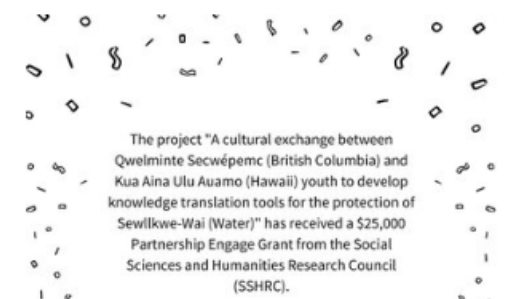 The project "A cultural exchange between
Qwelminte Secwépemc (British Columbia) and
Kua Aina Ulu Auamo (Hawaii) youth to develop
knowledge translation tools for the protection of
Sewllkwe-Wai (Water)" has received a $25,000
Partnership Engage Grant from the Social
Sciences and Humanities Research Council
(SSHRC).